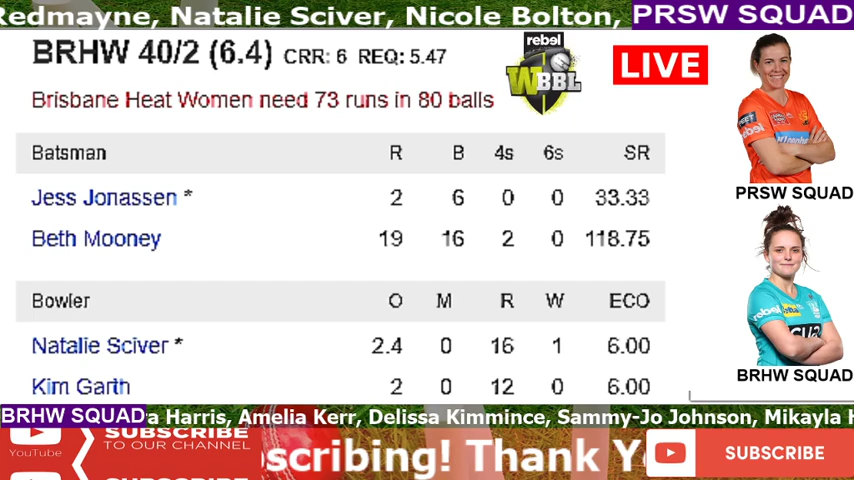 Redmayne, Natalie Sciver, Nicole Bolton, PRSW SQUAD
BRHW 40/2 (6.4) CRR: 6 REQ: 5.47
rebel
WBBL
LIVE
Brisbane Heat Women need 73 runs in 80 balls
Batsman R B 4s 6s SR
Jess Jonassen * 2 6 0 0 33.33
Beth Mooney 19 16 2 0 118.75
PRSW SQUAD
Bowler O M R W ECO
Natalie Sciver * 2.4 0 16 1 6.00
Kim Garth 2 0 12 0 6.00
rebel
BRHW SQUAD
BRHW SQUAD ra Harris, Amelia Kerr, Delissa Kimmince, Sammy-Jo Johnson, Mikayla H
YouTube
SUBSCRIBE
TO OUR CHANNEL
scribing! Thank Y
SUBSCRIBE
SUBSCRIBE